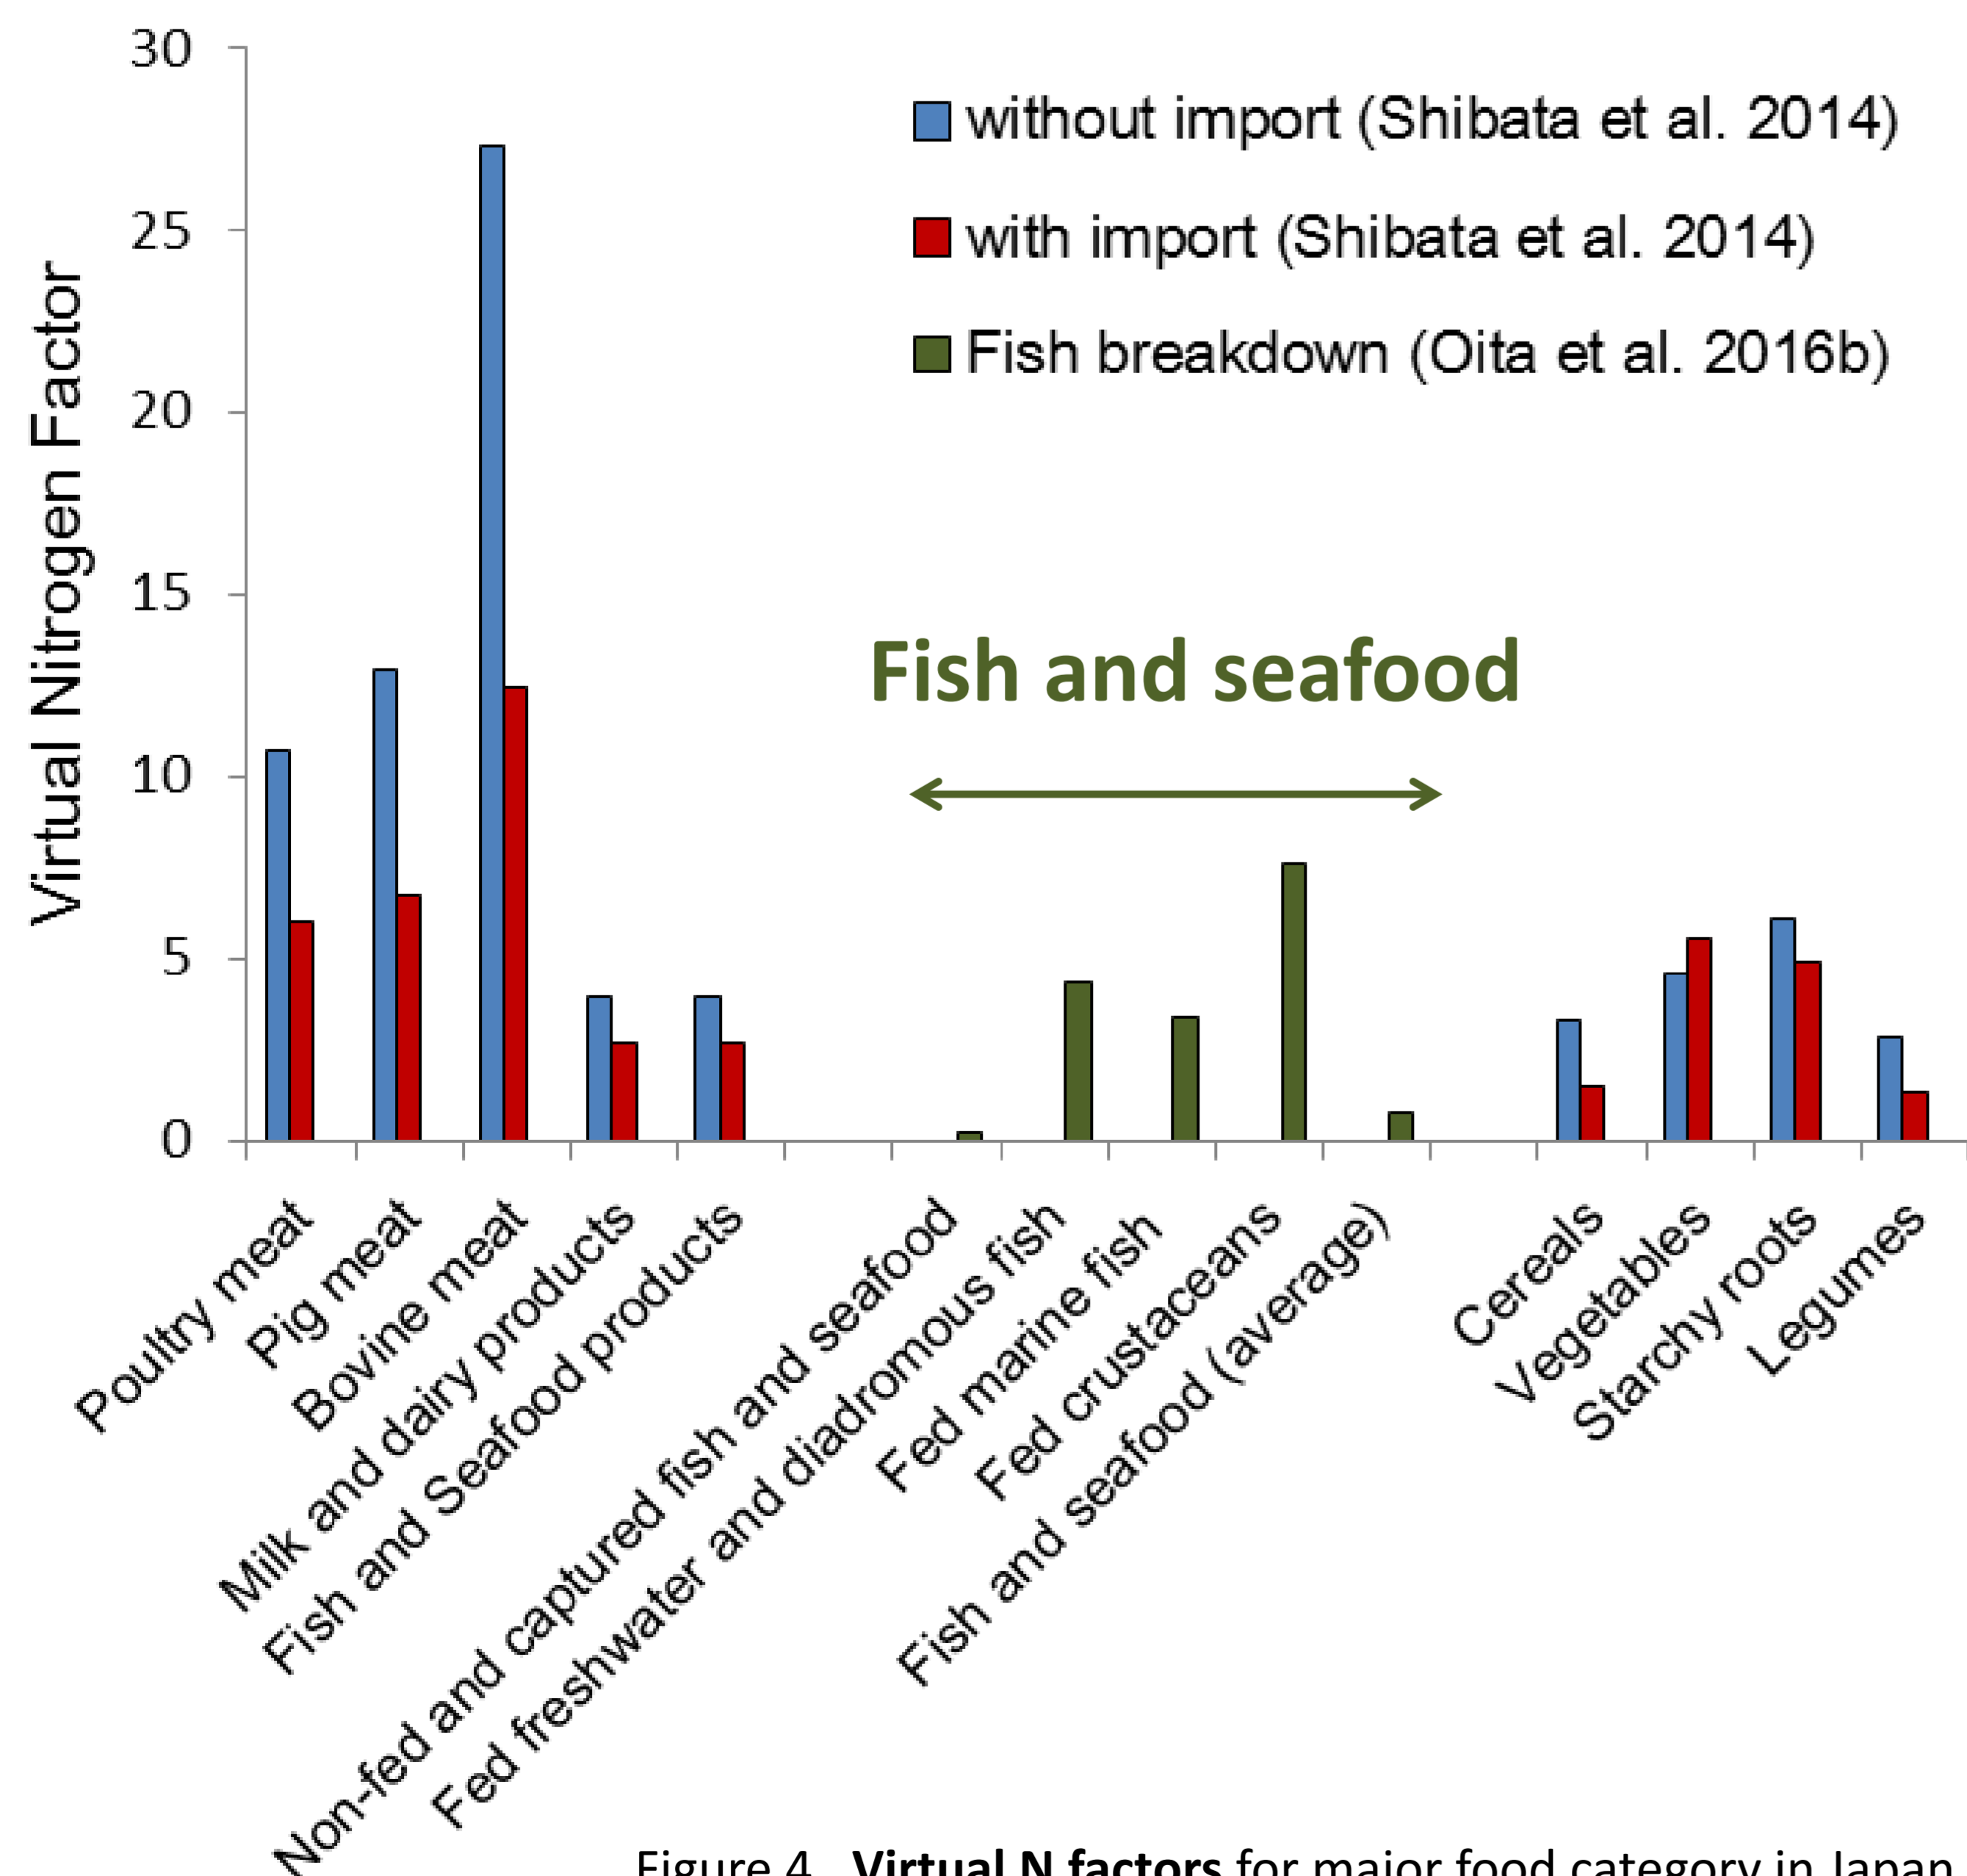 30
25
20
15
10
5
0
Virtual Nitrogen Factor
without import (Shibata et al. 2014)
with import (Shibata et al. 2014)
Fish breakdown (Oita et al. 2016b)
Fish and seafood
Poultry meat
Pig meat
Bovine meat
Milk and dairy products
Fish and Seafood products
Non-fed and captured fish and seafood
Fed freshwater and diadromous fish
Fed marine fish
Fed crustaceans
Fish and seafood (average)
Cereals
Vegetables
Starchy roots
Legumes
Figure 4. Virtual N factors for major food category in Japan